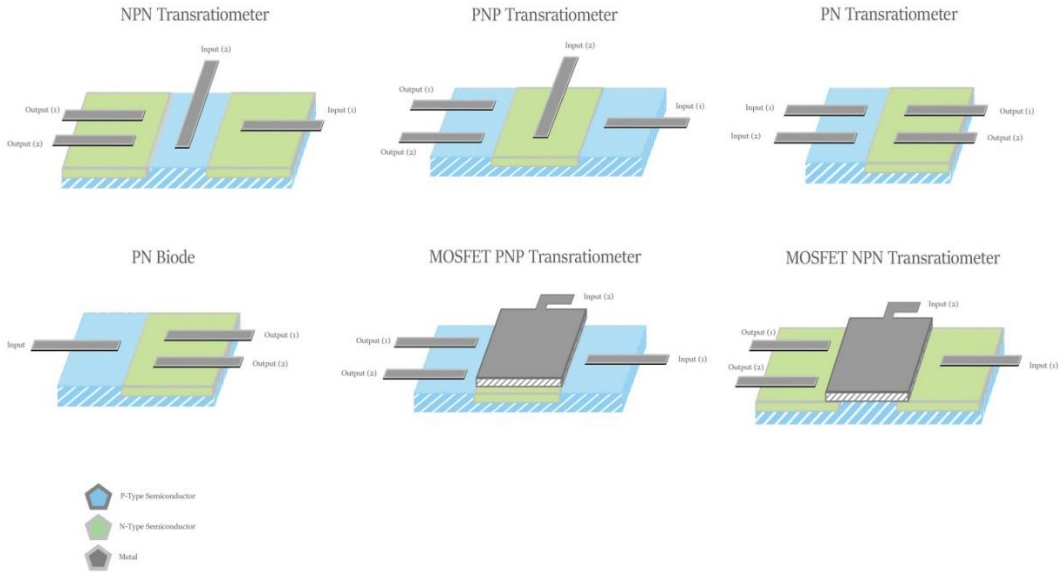 NPN Transratiometer
PNP Transratiometer
PN Transratiometer
Input (2)
Output (1)
Output (2)
Input (1)
Input (2)
Output (1)
Output (2)
Input (1)
Input (1)
Input (2)
Output (1)
Output (2)
PN Biode
MOSFET PNP Transratiometer
MOSFET NPN Transratiometer
Input
Output (1)
Output (2)
Input (2)
Output (1)
Output (2)
Input (1)
Input (2)
Output (1)
Output (2)
Input (1)
P-Type Semiconductor
N-Type Semiconductor
Metal